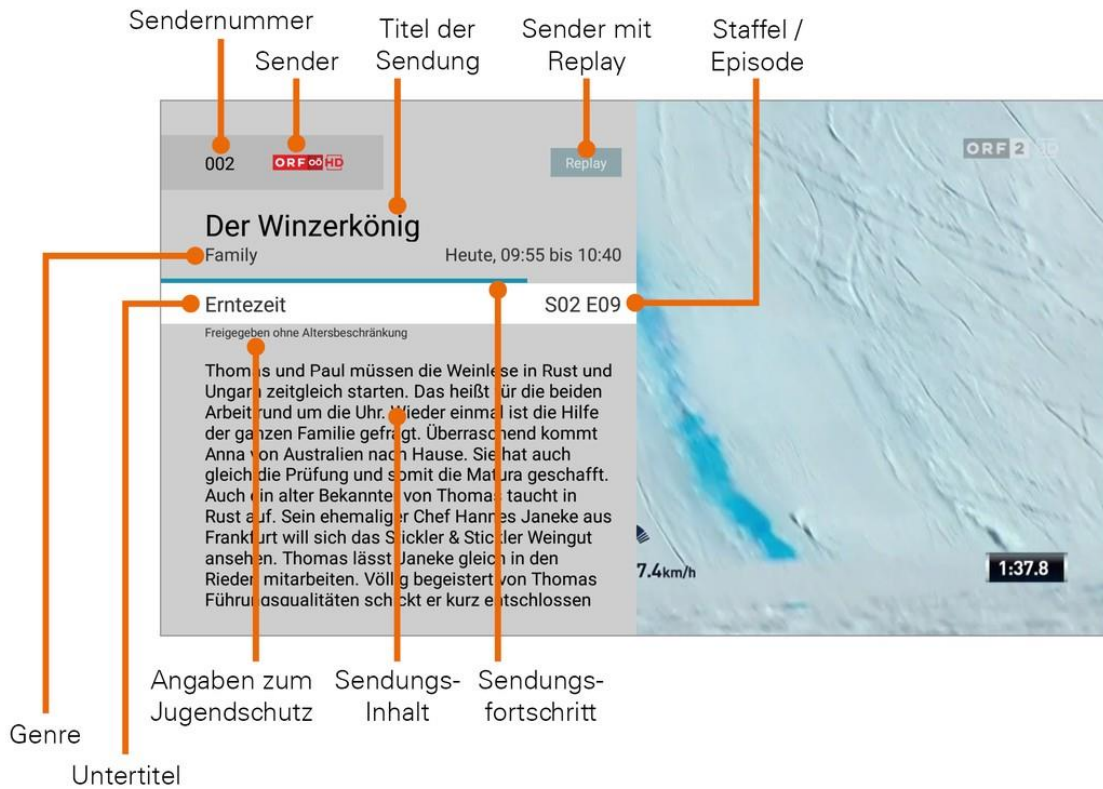 Sendernummer
Sender
Titel der
Sendung
Sender mit
Replay
Staffel /
Episode
002
ORF OÖ HD
Replay
ORF 2 HD
Der Winzerkönig
Family
Heute, 09:55 bis 10:40
Erntezeit
S02 E09
Freigegeben ohne Altersbeschränkung
Thomas und Paul müssen die Weinlese in Rust und
Ungarn zeitgleich starten. Das heißt für die beiden
Arbeit rund um die Uhr. Wieder einmal ist die Hilfe
der ganzen Familie gefragt. Überraschend kommt
Anna von Australien nach Hause. Sie hat auch
gleich die Prüfung und somit die Matura geschafft.
Auch ein alter Bekannter von Thomas taucht in
Rust auf. Sein ehemaliger Chef Hannes Janeke aus
Frankfurt will sich das Stickler & Stickler Weingut
ansehen. Thomas lässt Janeke gleich in den
Rieden mitarbeiten. Völlig begeistert von Thomas
Führungsqualitäten schickt er kurz entschlossen
7.4km/h
1:37.8
Angaben zum
Jugendschutz
Sendungs-
Inhalt
Sendungs-
fortschritt
Genre
Untertitel